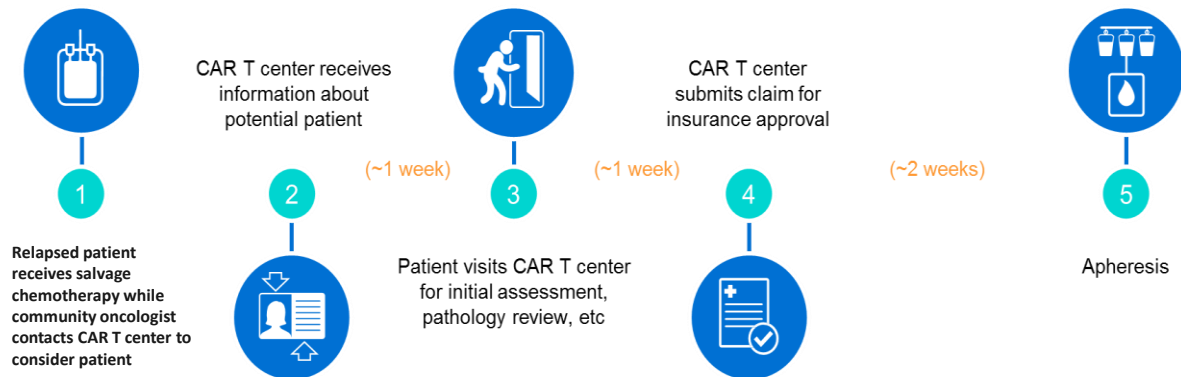 CAR T center receives
information about
potential patient
CAR T center
submits claim for
insurance approval
(~1 week)
(~1 week)
(~2 weeks)
1
2
3
4
5
Relapsed patient
receives salvage
chemotherapy while
community oncologist
contacts CAR T center to
consider patient
Patient visits CAR T center
for initial assessment,
pathology review, etc
Apheresis